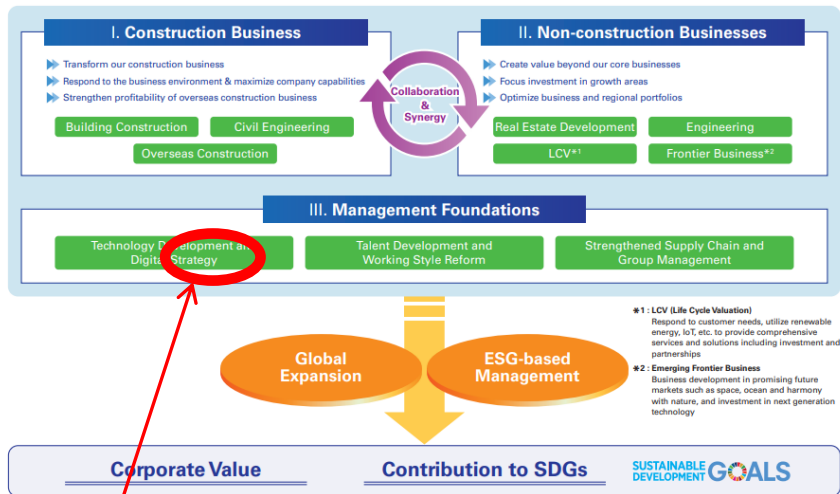 I. Construction Business
Transform our construction business
Respond to the business environment & maximize company capabilities
Strengthen profitability of overseas construction business
Building Construction
Civil Engineering
Overseas Construction
Collaboration
&
Synergy
II. Non-construction Businesses
Create value beyond our core businesses
Focus investment in growth areas
Optimize business and regional portfolios
Real Estate Development
Engineering
LCV*1
Frontier Business*2
III. Management Foundations
Technology Development and
Digital Strategy
Talent Development and
Working Style Reform
Strengthened Supply Chain and
Group Management
Global
Expansion
ESG-based
Management
*1 : LCV (Life Cycle Valuation)
Respond to customer needs, utilize renewable
energy, IoT, etc. to provide comprehensive
services and solutions including investment and
partnerships
*2 : Emerging Frontier Business
Business development in promising future
markets such as space, ocean and harmony
with nature, and investment in next generation
technology
Corporate Value
Contribution to SDGs
SUSTAINABLE
DEVELOPMENT
GOALS